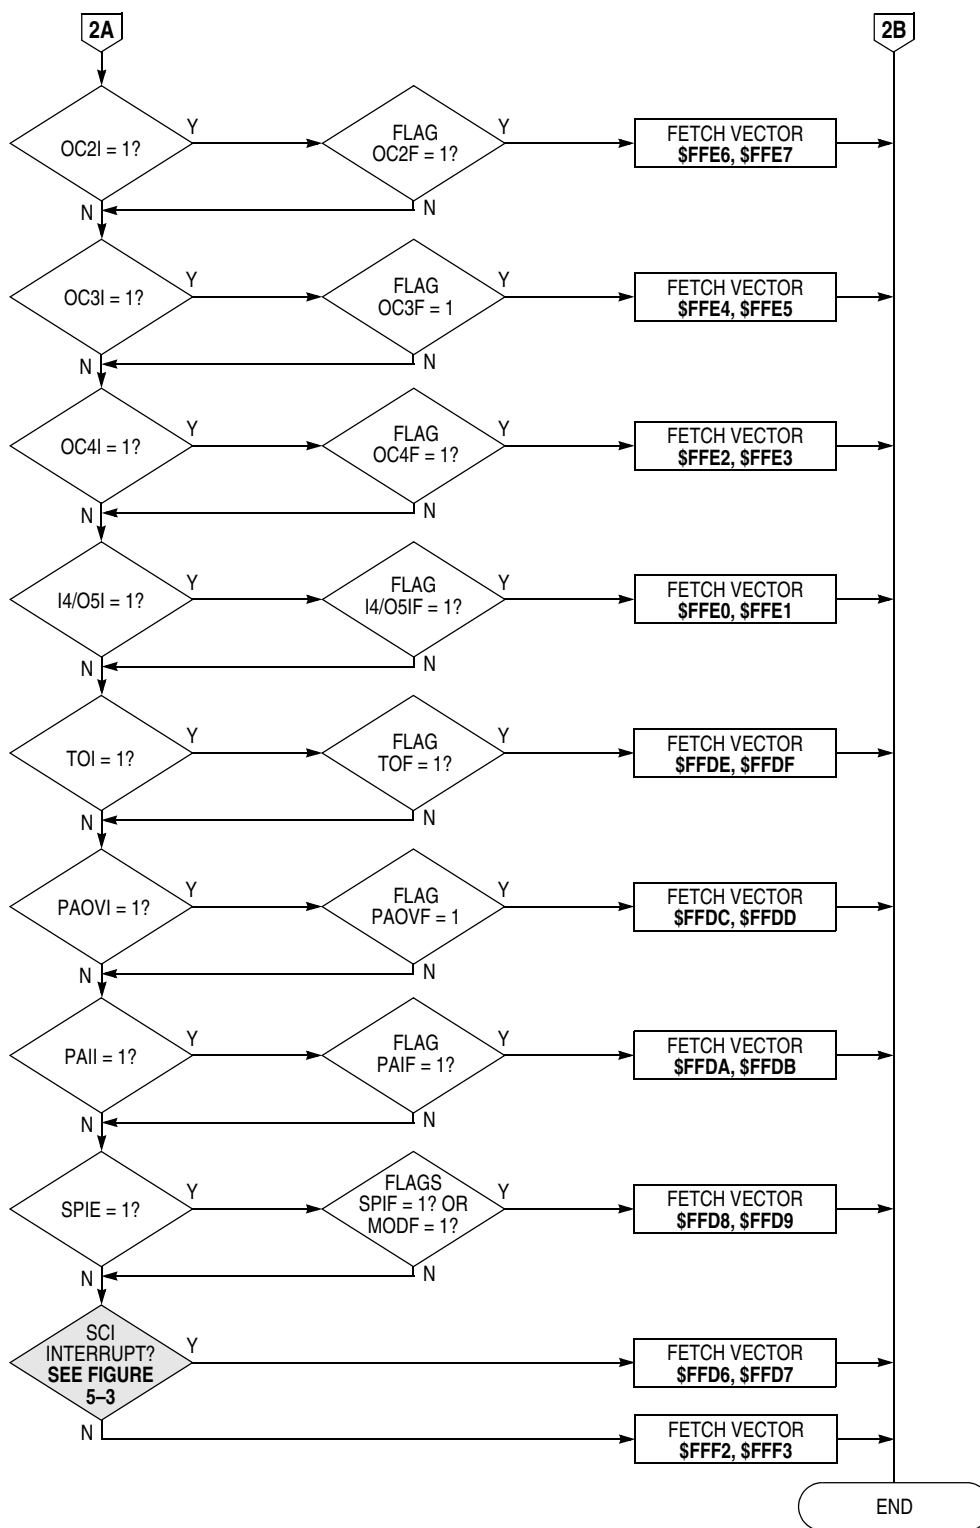 2A
2B
OC2I = 1?
Y
FLAG
OC2F = 1?
Y
FETCH VECTOR
$FFE6, $FFE7
N
N
OC3I = 1?
Y
FLAG
OC3F = 1
Y
FETCH VECTOR
$FFE4, $FFE5
N
N
OC4I = 1?
Y
FLAG
OC4F = 1?
Y
FETCH VECTOR
$FFE2, $FFE3
N
N
I4/O5I = 1?
Y
FLAG
I4/O5IF = 1?
Y
FETCH VECTOR
$FFE0, $FFE1
N
N
TOI = 1?
Y
FLAG
TOF = 1?
Y
FETCH VECTOR
$FFDE, $FFDF
N
N
PAOVI = 1?
Y
FLAG
PAOVF = 1
Y
FETCH VECTOR
$FFDC, $FFDD
N
N
PAII = 1?
Y
FLAG
PAIF = 1?
Y
FETCH VECTOR
$FFDA, $FFDB
N
N
SPIE = 1?
Y
FLAGS
SPIF = 1? OR
MODF = 1?
Y
FETCH VECTOR
$FFD8, $FFD9
N
N
SCI
INTERRUPT?
SEE FIGURE
5–3
Y
FETCH VECTOR
$FFD6, $FFD7
N
FETCH VECTOR
$FFF2, $FFF3
END